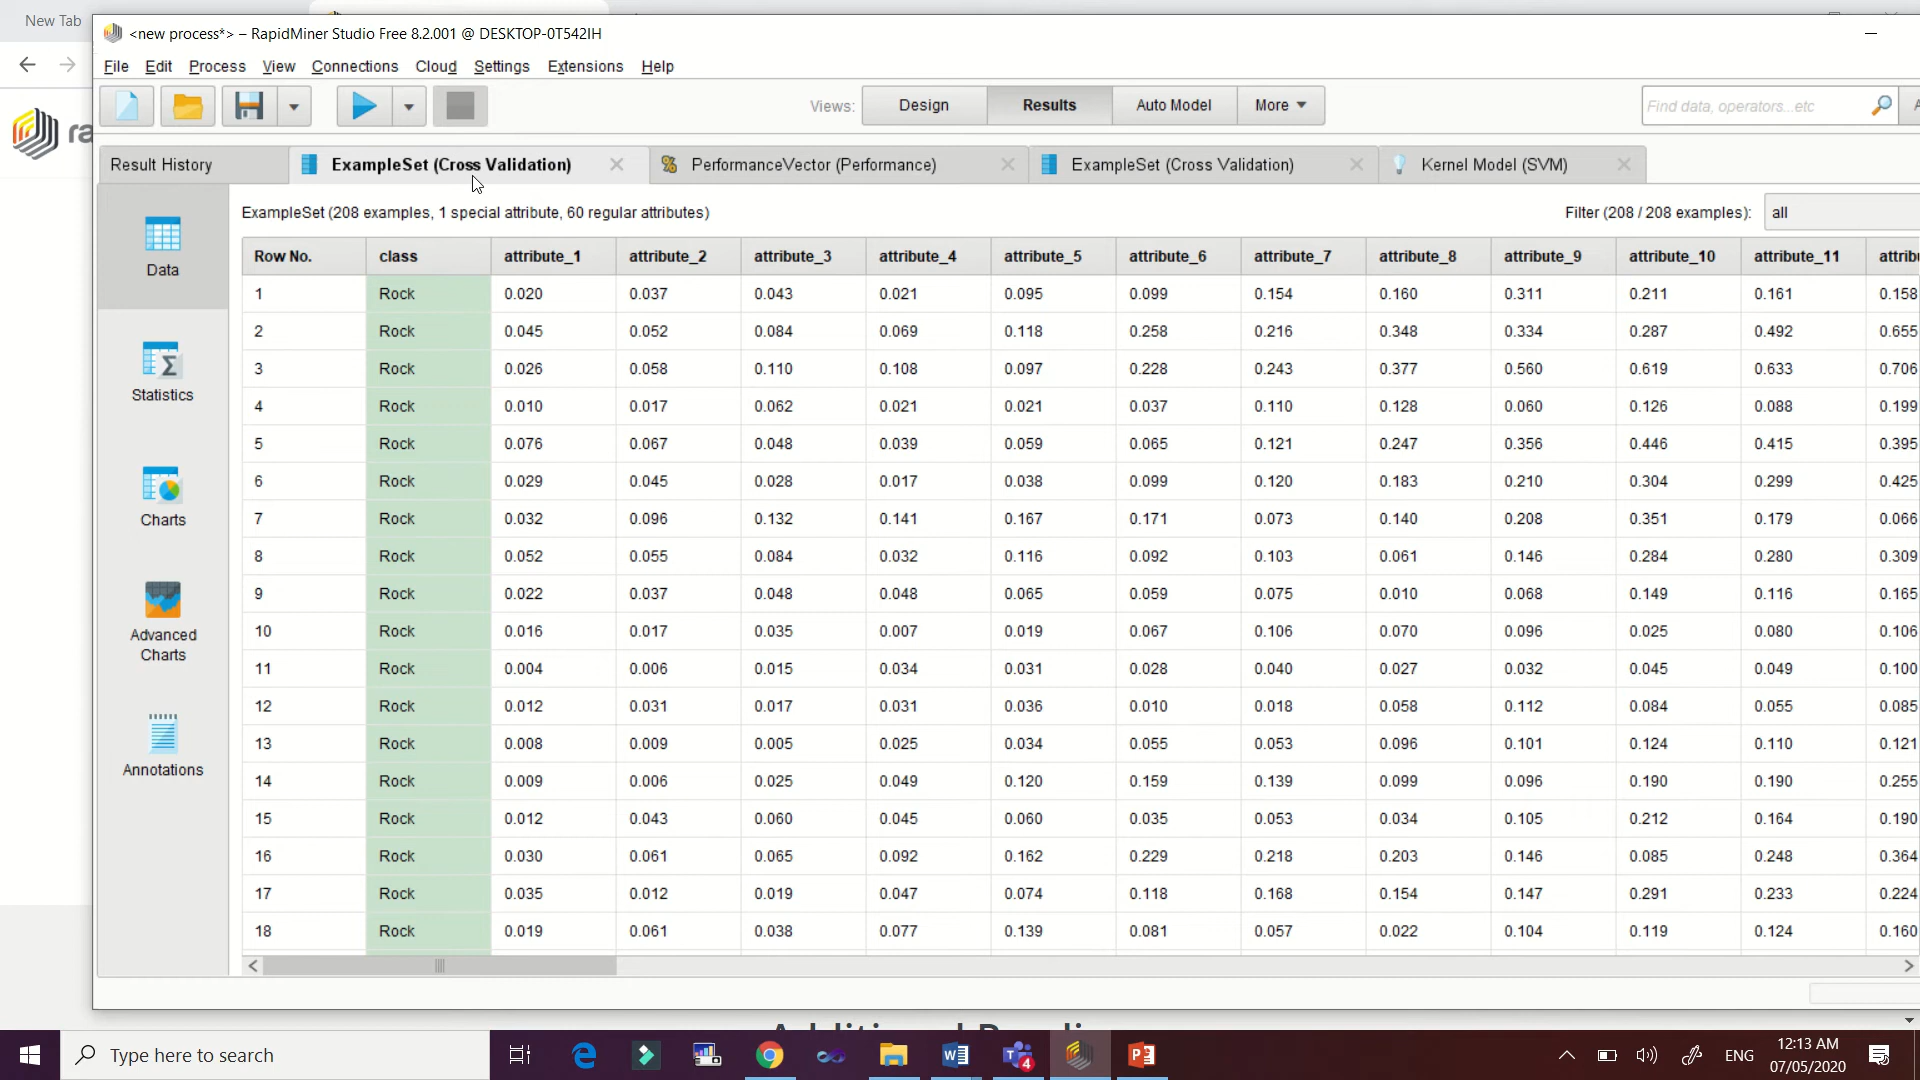 New Tab
<new process*> – RapidMiner Studio Free 8.2.001 @ DESKTOP-0T542IH
File Edit Process View Connections Cloud Settings Extensions Help
Views: Design Results Auto Model More Find data, operators...etc
ra
Result History ExampleSet (Cross Validation) PerformanceVector (Performance) ExampleSet (Cross Validation) Kernel Model (SVM)
ExampleSet (208 examples, 1 special attribute, 60 regular attributes) Filter (208 / 208 examples): all
Data
Statistics
Charts
Advanced
Charts
Annotations
Row No. class attribute_1 attribute_2 attribute_3 attribute_4 attribute_5 attribute_6 attribute_7 attribute_8 attribute_9 attribute_10 attribute_11 attribu
1 Rock 0.020 0.037 0.043 0.021 0.095 0.099 0.154 0.160 0.311 0.211 0.161 0.158
2 Rock 0.045 0.052 0.084 0.069 0.118 0.258 0.216 0.348 0.334 0.287 0.492 0.655
3 Rock 0.026 0.058 0.110 0.108 0.097 0.228 0.243 0.377 0.560 0.619 0.633 0.706
4 Rock 0.010 0.017 0.062 0.021 0.021 0.037 0.110 0.128 0.060 0.126 0.088 0.199
5 Rock 0.076 0.067 0.048 0.039 0.059 0.065 0.121 0.247 0.356 0.446 0.415 0.395
6 Rock 0.029 0.045 0.028 0.017 0.038 0.099 0.120 0.183 0.210 0.304 0.299 0.425
7 Rock 0.032 0.096 0.132 0.141 0.167 0.171 0.073 0.140 0.208 0.351 0.179 0.066
8 Rock 0.052 0.055 0.084 0.032 0.116 0.092 0.103 0.061 0.146 0.284 0.280 0.309
9 Rock 0.022 0.037 0.048 0.048 0.065 0.059 0.075 0.010 0.068 0.149 0.116 0.165
10 Rock 0.016 0.017 0.035 0.007 0.019 0.067 0.106 0.070 0.096 0.025 0.080 0.106
11 Rock 0.004 0.006 0.015 0.034 0.031 0.028 0.040 0.027 0.032 0.045 0.049 0.100
12 Rock 0.012 0.031 0.017 0.031 0.036 0.010 0.018 0.058 0.112 0.084 0.055 0.085
13 Rock 0.008 0.009 0.005 0.025 0.034 0.055 0.053 0.096 0.101 0.124 0.110 0.121
14 Rock 0.009 0.006 0.025 0.049 0.120 0.159 0.139 0.099 0.096 0.190 0.190 0.255
15 Rock 0.012 0.043 0.060 0.045 0.060 0.035 0.053 0.034 0.105 0.212 0.164 0.190
16 Rock 0.030 0.061 0.065 0.092 0.162 0.229 0.218 0.203 0.146 0.085 0.248 0.364
17 Rock 0.035 0.012 0.019 0.047 0.074 0.118 0.168 0.154 0.147 0.291 0.233 0.224
18 Rock 0.019 0.061 0.038 0.077 0.139 0.081 0.057 0.022 0.104 0.119 0.124 0.160
Type here to search
4
ENG
12:13 AM
07/05/2020